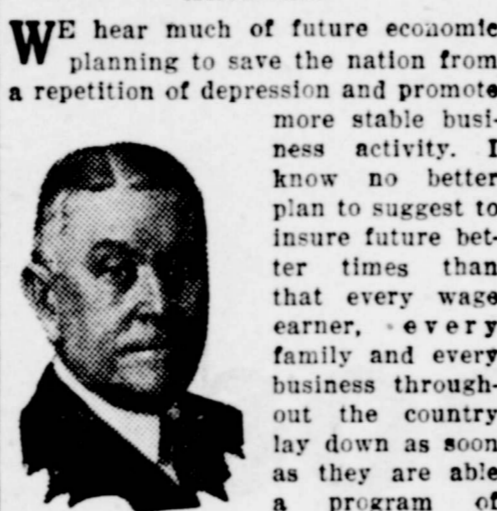 WE hear much of future economic
planning to save the nation from
a repetition of depression and promote
more stable busi-
ness activity. I
know no better
plan to suggest to
insure future bet-
ter times than
that every wage
earner, every
family and every
business through-
out the country
lay down as soon
as they are able
a program of